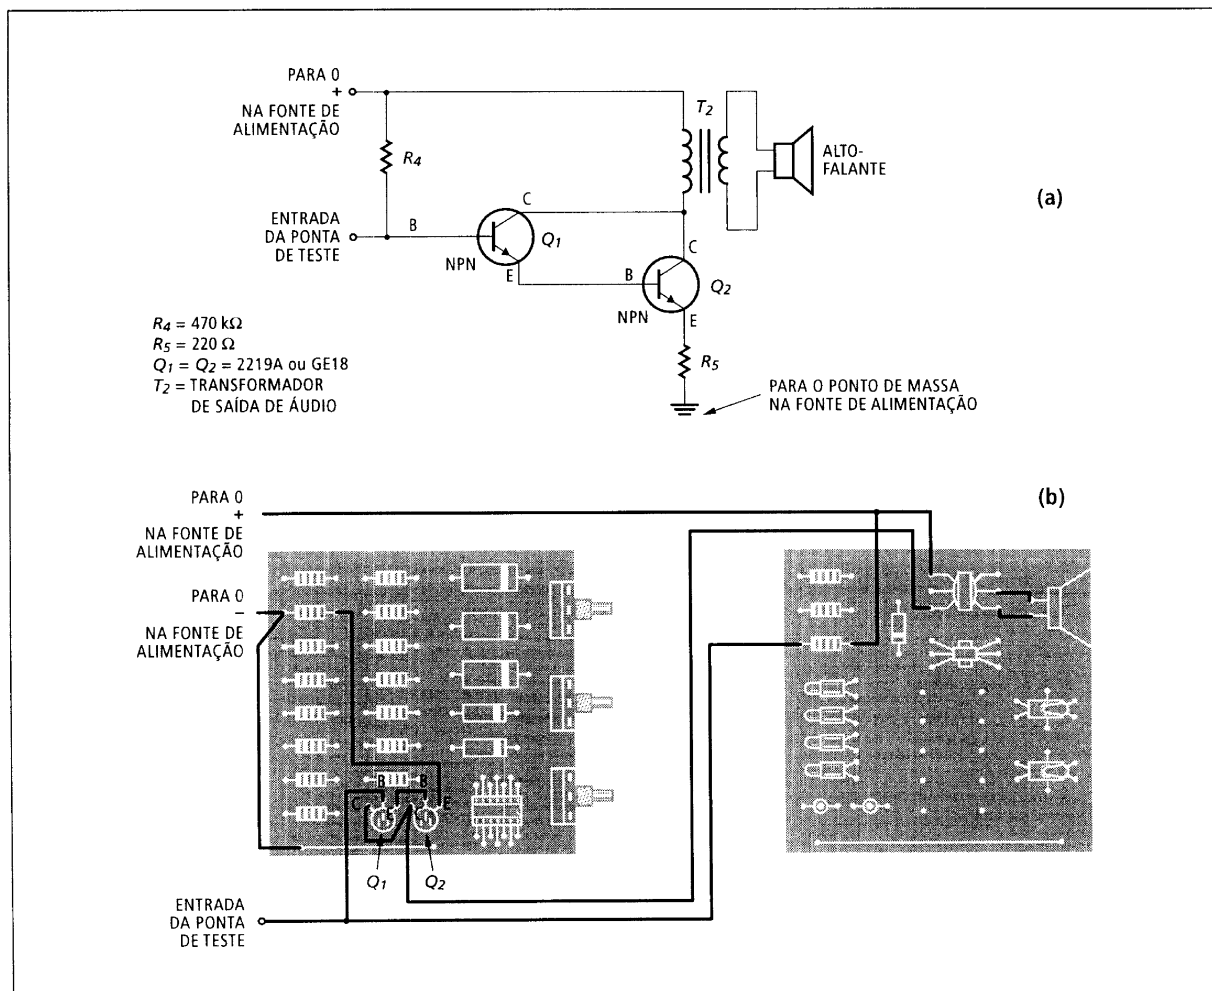 PARA 0
+
NA FONTE DE
ALIMENTAÇÃO
R4
T2
ALTO-
FALANTE
(a)
ENTRADA
DA PONTA
DE TESTE
B
C
Q1
NPN
E
B
C
Q2
NPN
E
R4 = 470 kΩ
R5 = 220 Ω
Q1 = Q2 = 2219A ou GE18
T2 = TRANSFORMADOR
DE SAÍDA DE ÁUDIO
R5
PARA O PONTO DE MASSA
NA FONTE DE ALIMENTAÇÃO
PARA 0
+
NA FONTE DE
ALIMENTAÇÃO
(b)
PARA 0
–
NA FONTE DE
ALIMENTAÇÃO
B B
C E C E
Q1 Q2
ENTRADA
DA PONTA
DE TESTE